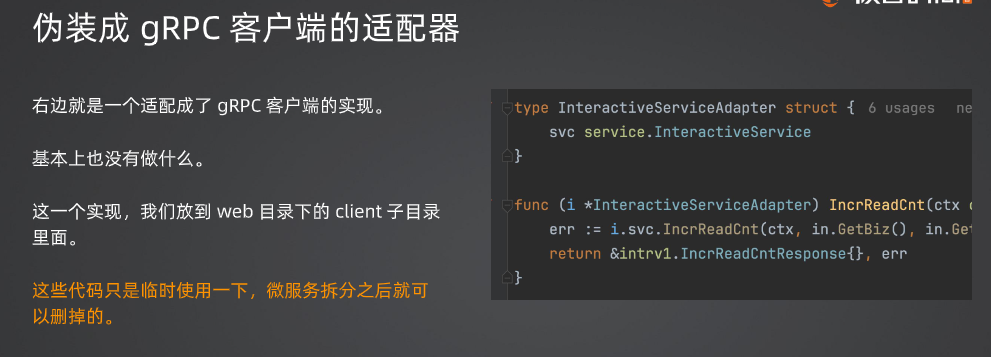 伪装成 gRPC 客户端的适配器
右边就是一个适配成了 gRPC 客户端的实现。
基本上也没有做什么。
这一个实现，我们放到 web 目录下的 client 子目录
里面。
这些代码只是临时使用一下，微服务拆分之后就可
以删掉的。
type InteractiveServiceAdapter struct { 6 usages ne
svc service.InteractiveService
}
func (i *InteractiveServiceAdapter) IncrReadCnt(ctx c
err := i.svc.IncrReadCnt(ctx, in.GetBiz(), in.Get
return &intrv1.IncrReadCntResponse{}, err
}